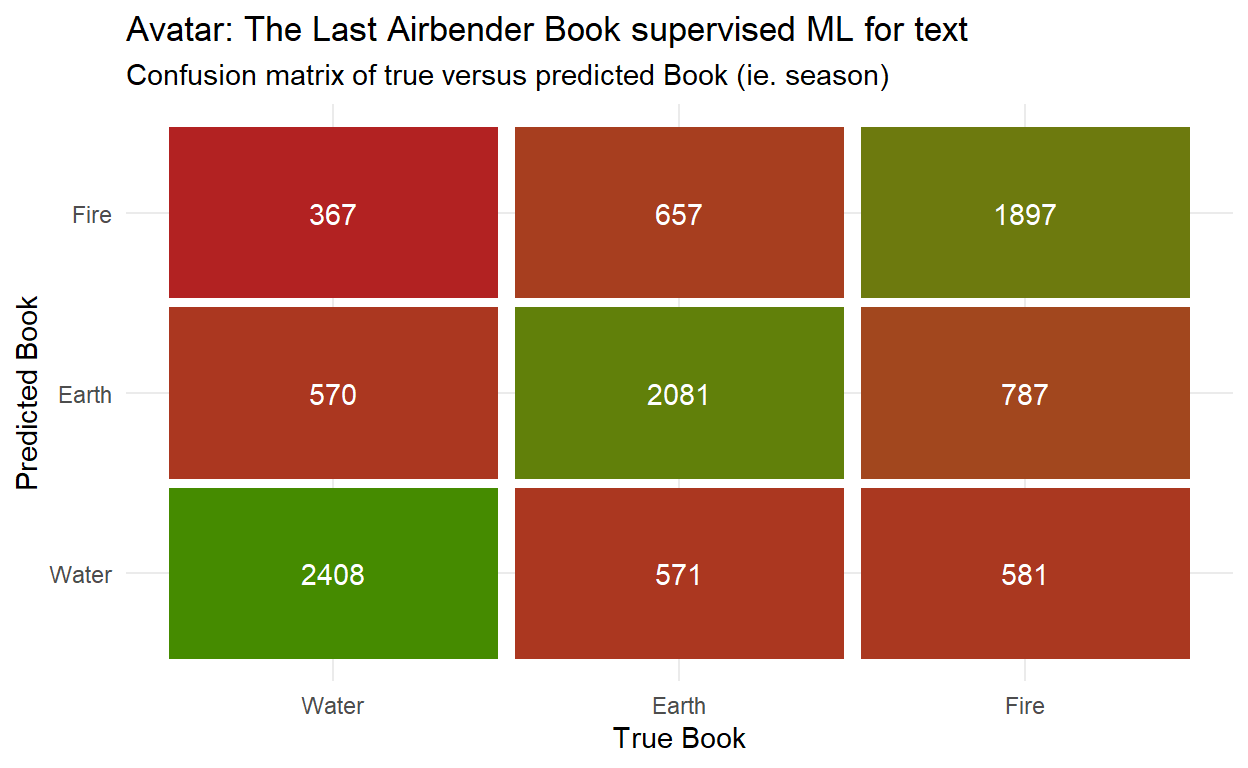 Avatar: The Last Airbender Book supervised ML for text
Confusion matrix of true versus predicted Book (ie. season)
Predicted Book
Fire
367
657
1897
Earth
570
2081
787
Water
2408
571
581
Water
Earth
Fire
True Book